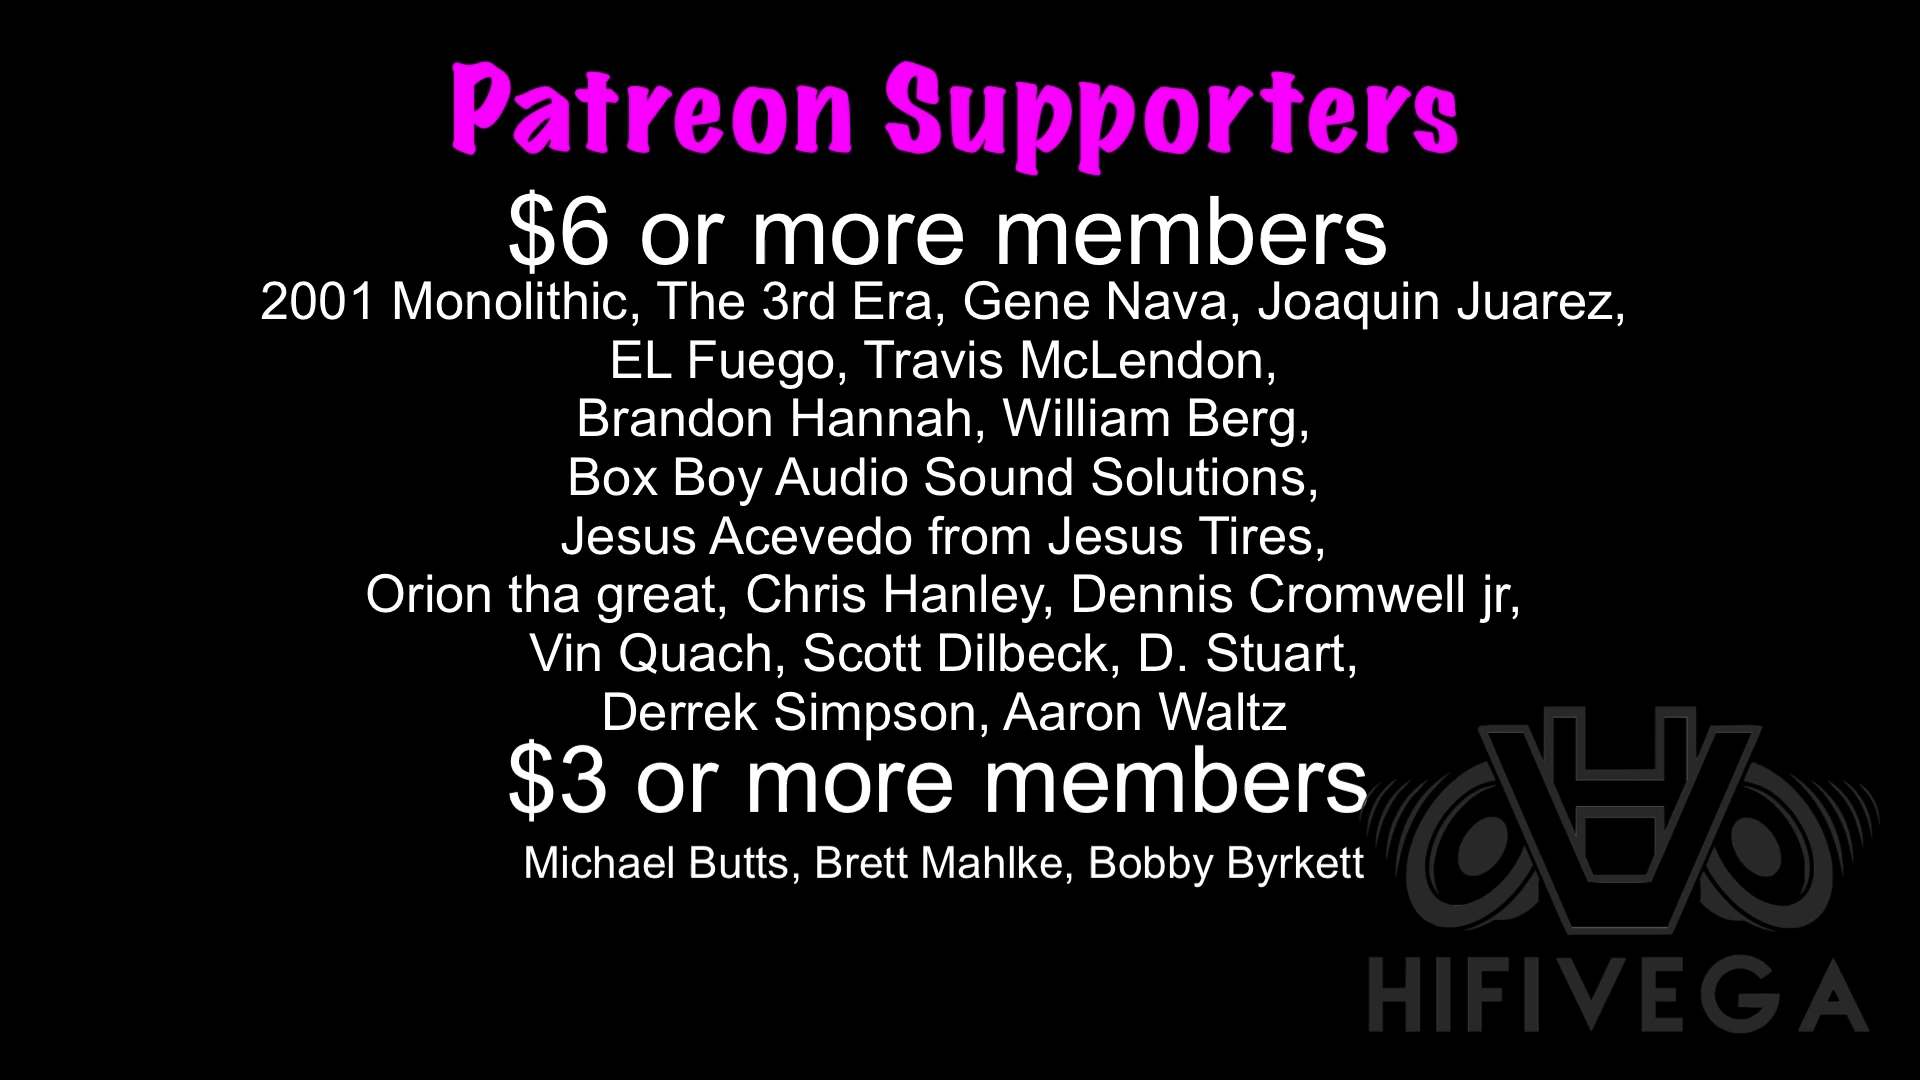 Patreon Supporters
$6 or more members
2001 Monolithic, The 3rd Era, Gene Nava, Joaquin Juarez,
EL Fuego, Travis McLendon,
Brandon Hannah, William Berg,
Box Boy Audio Sound Solutions,
Jesus Acevedo from Jesus Tires,
Orion tha great, Chris Hanley, Dennis Cromwell jr,
Vin Quach, Scott Dilbeck, D. Stuart,
Derrek Simpson, Aaron Waltz
$3 or more members
Michael Butts, Brett Mahlke, Bobby Byrkett
HIFIVEGA